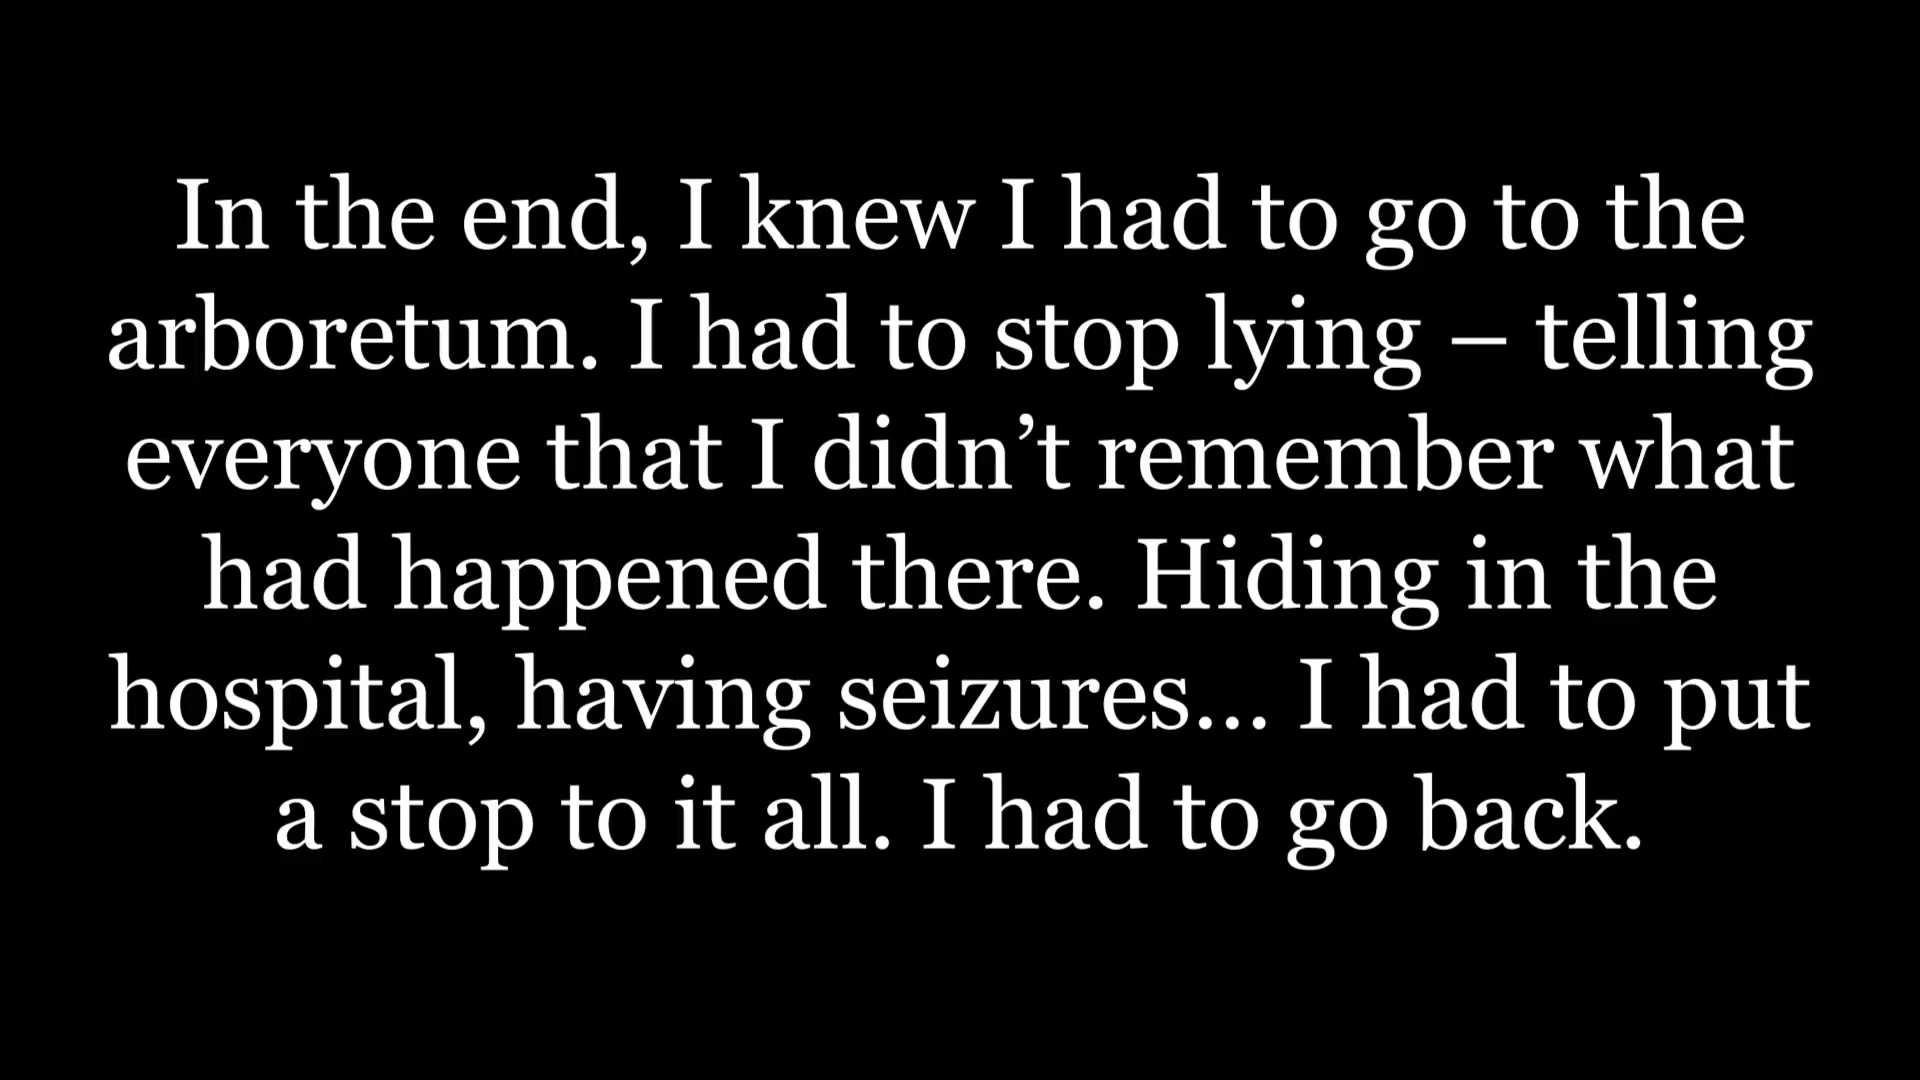 In the end, I knew I had to go to the
arboretum. I had to stop lying – telling
everyone that I didn’t remember what
had happened there. Hiding in the
hospital, having seizures... I had to put
a stop to it all. I had to go back.